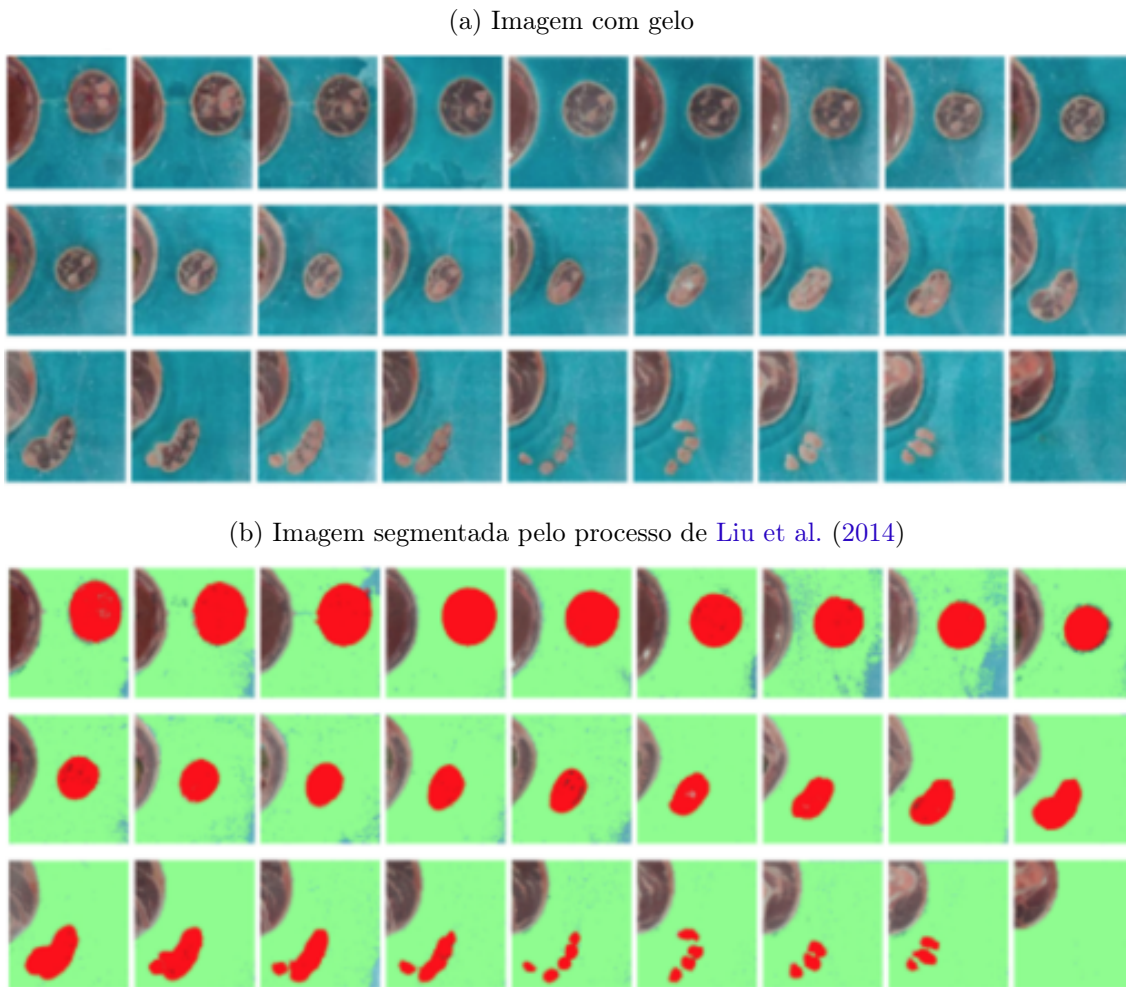 (a) Imagem com gelo
(b) Imagem segmentada pelo processo de Liu et al. (2014)